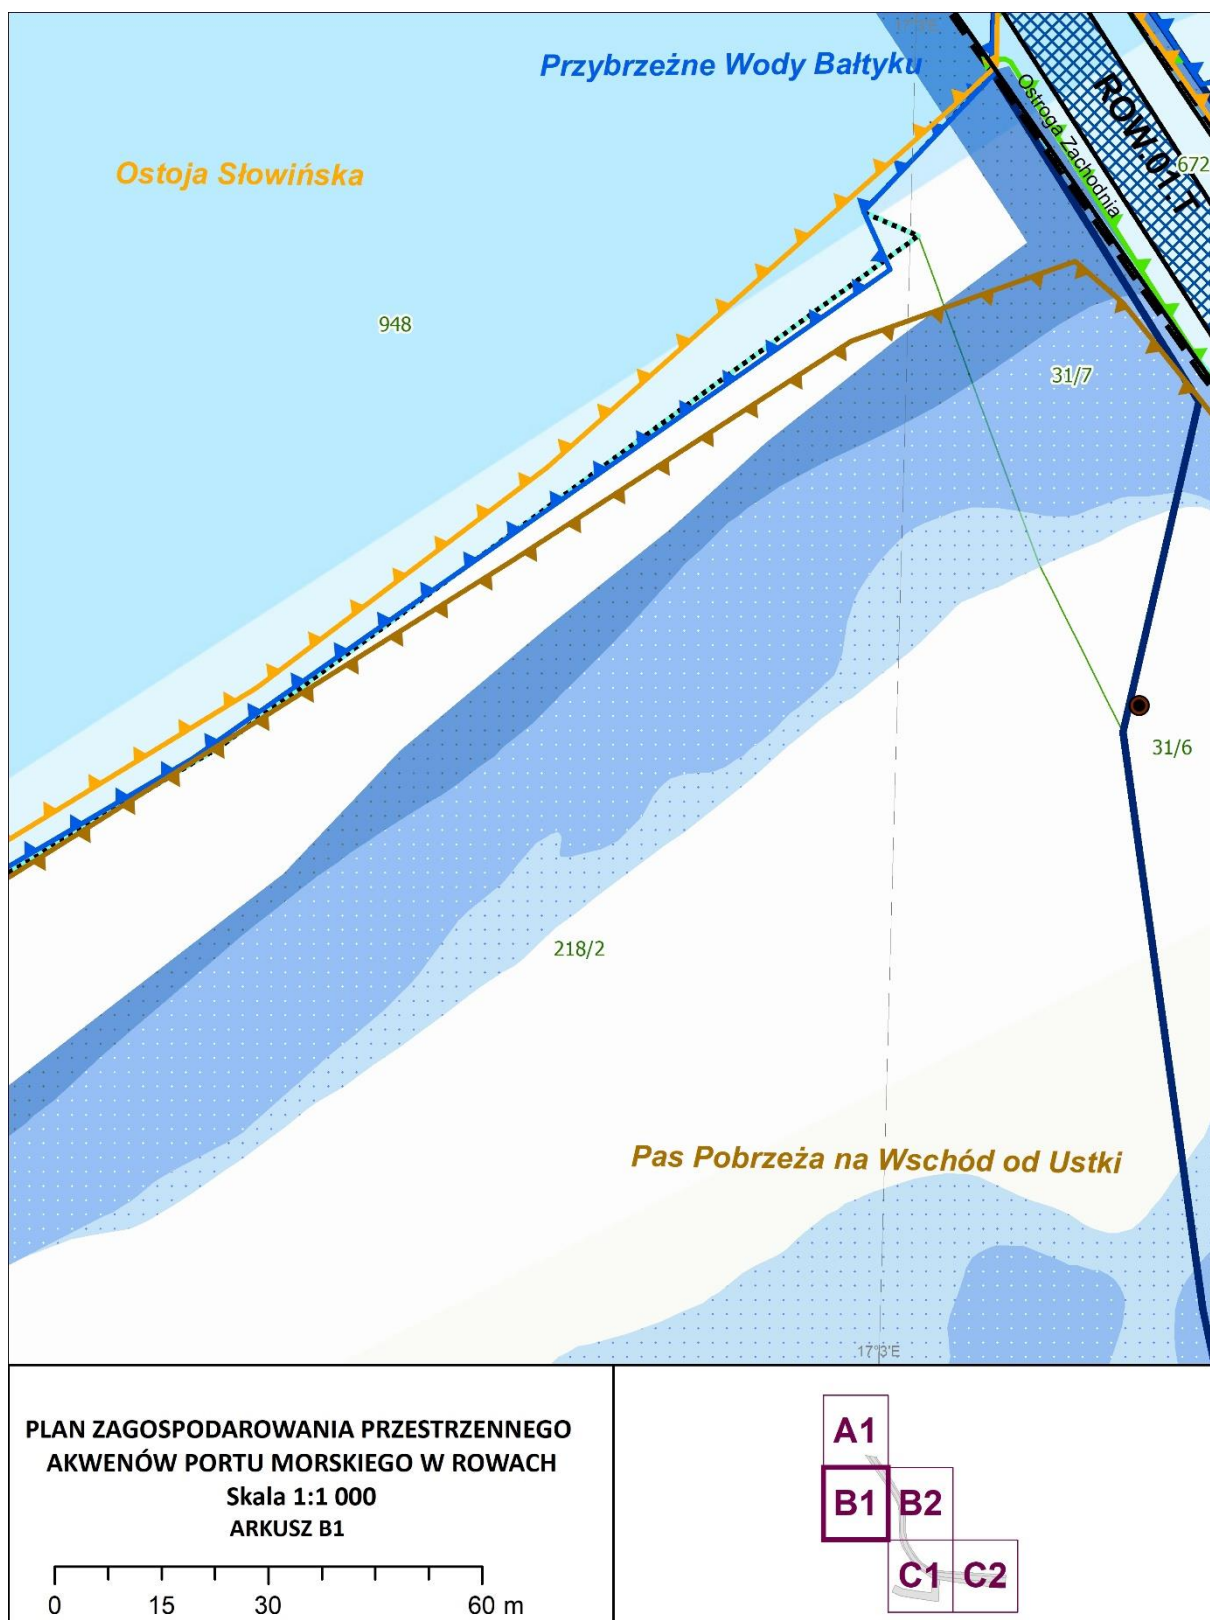 17°3'E
Przybrzeżne Wody Bałtyku
Ostoja Słowińska
Ostroga Zachodnia
ROW.01.T
672
948
31/7
31/6
218/2
Pas Pobrzeża na Wschód od Ustki
17°3'E
PLAN ZAGOSPODAROWANIA PRZESTRZENNEGO
AKWENÓW PORTU MORSKIEGO W ROWACH
Skala 1:1 000
ARKUSZ B1
0 15 30 60 m
A1
B1 B2
C1 C2